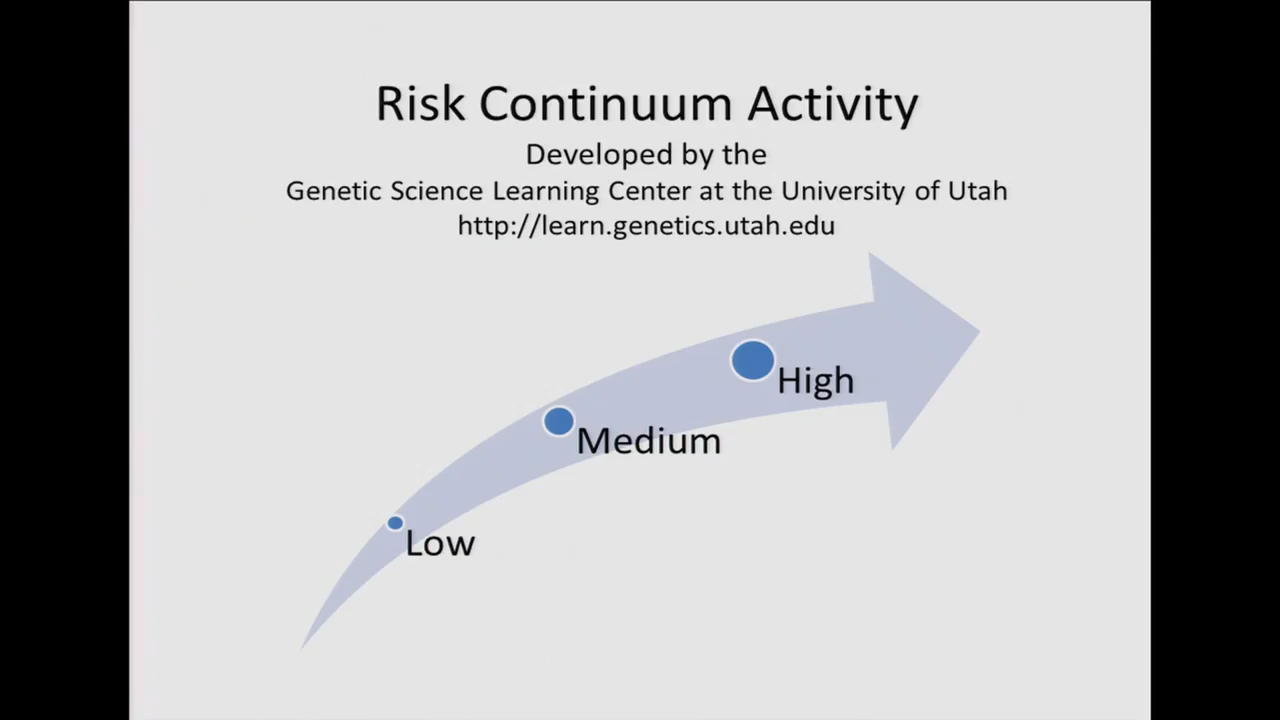 Risk Continuum Activity
Developed by the
Genetic Science Learning Center at the University of Utah
http://learn.genetics.utah.edu
High
Medium
Low